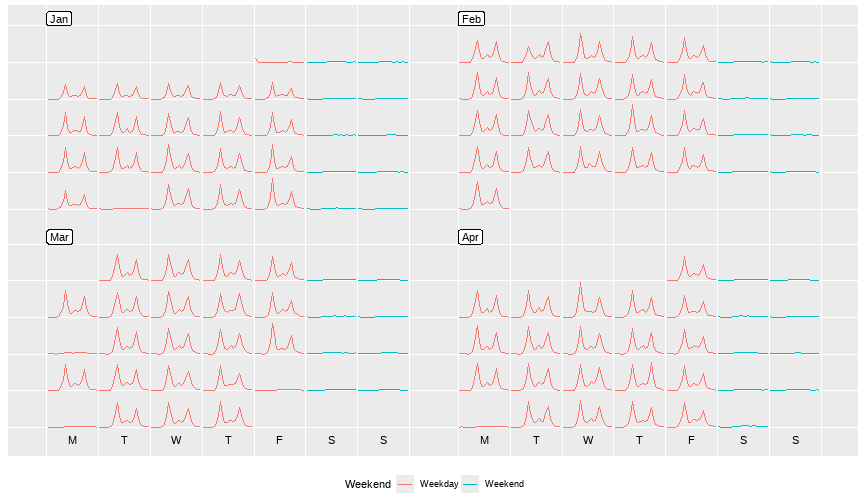 Jan Feb
Mar Apr
M T W T F S S M T W T F S S
Weekend Weekday Weekend